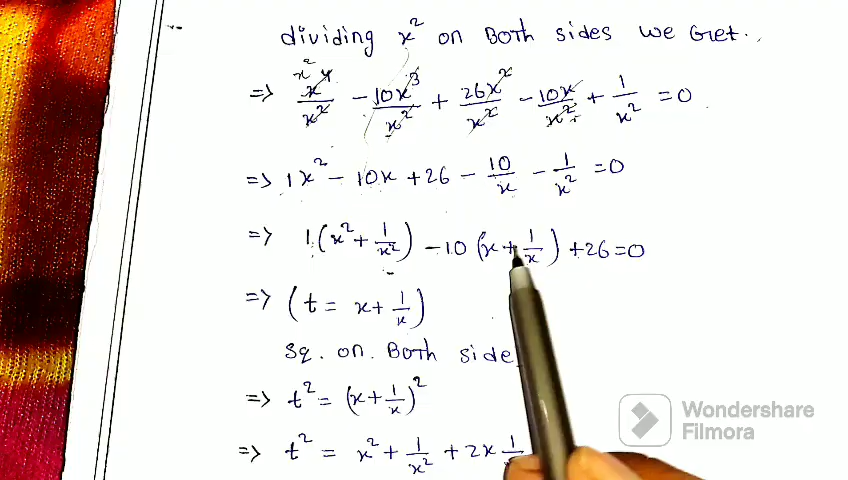 dividing x² on Both sides we Get.
=> x⁴/x² - 10x³/x² + 26x²/x² - 10x/x² + 1/x² = 0
=> 1x² - 10x + 26 - 10/x - 1/x² = 0
=> 1(x² + 1/x²) - 10(x + 1/x) + 26 = 0
=> (t = x + 1/x)
Sq. on. Both side
=> t² = (x + 1/x)²
=> t² = x² + 1/x² + 2x 1/
Wondershare
Filmora